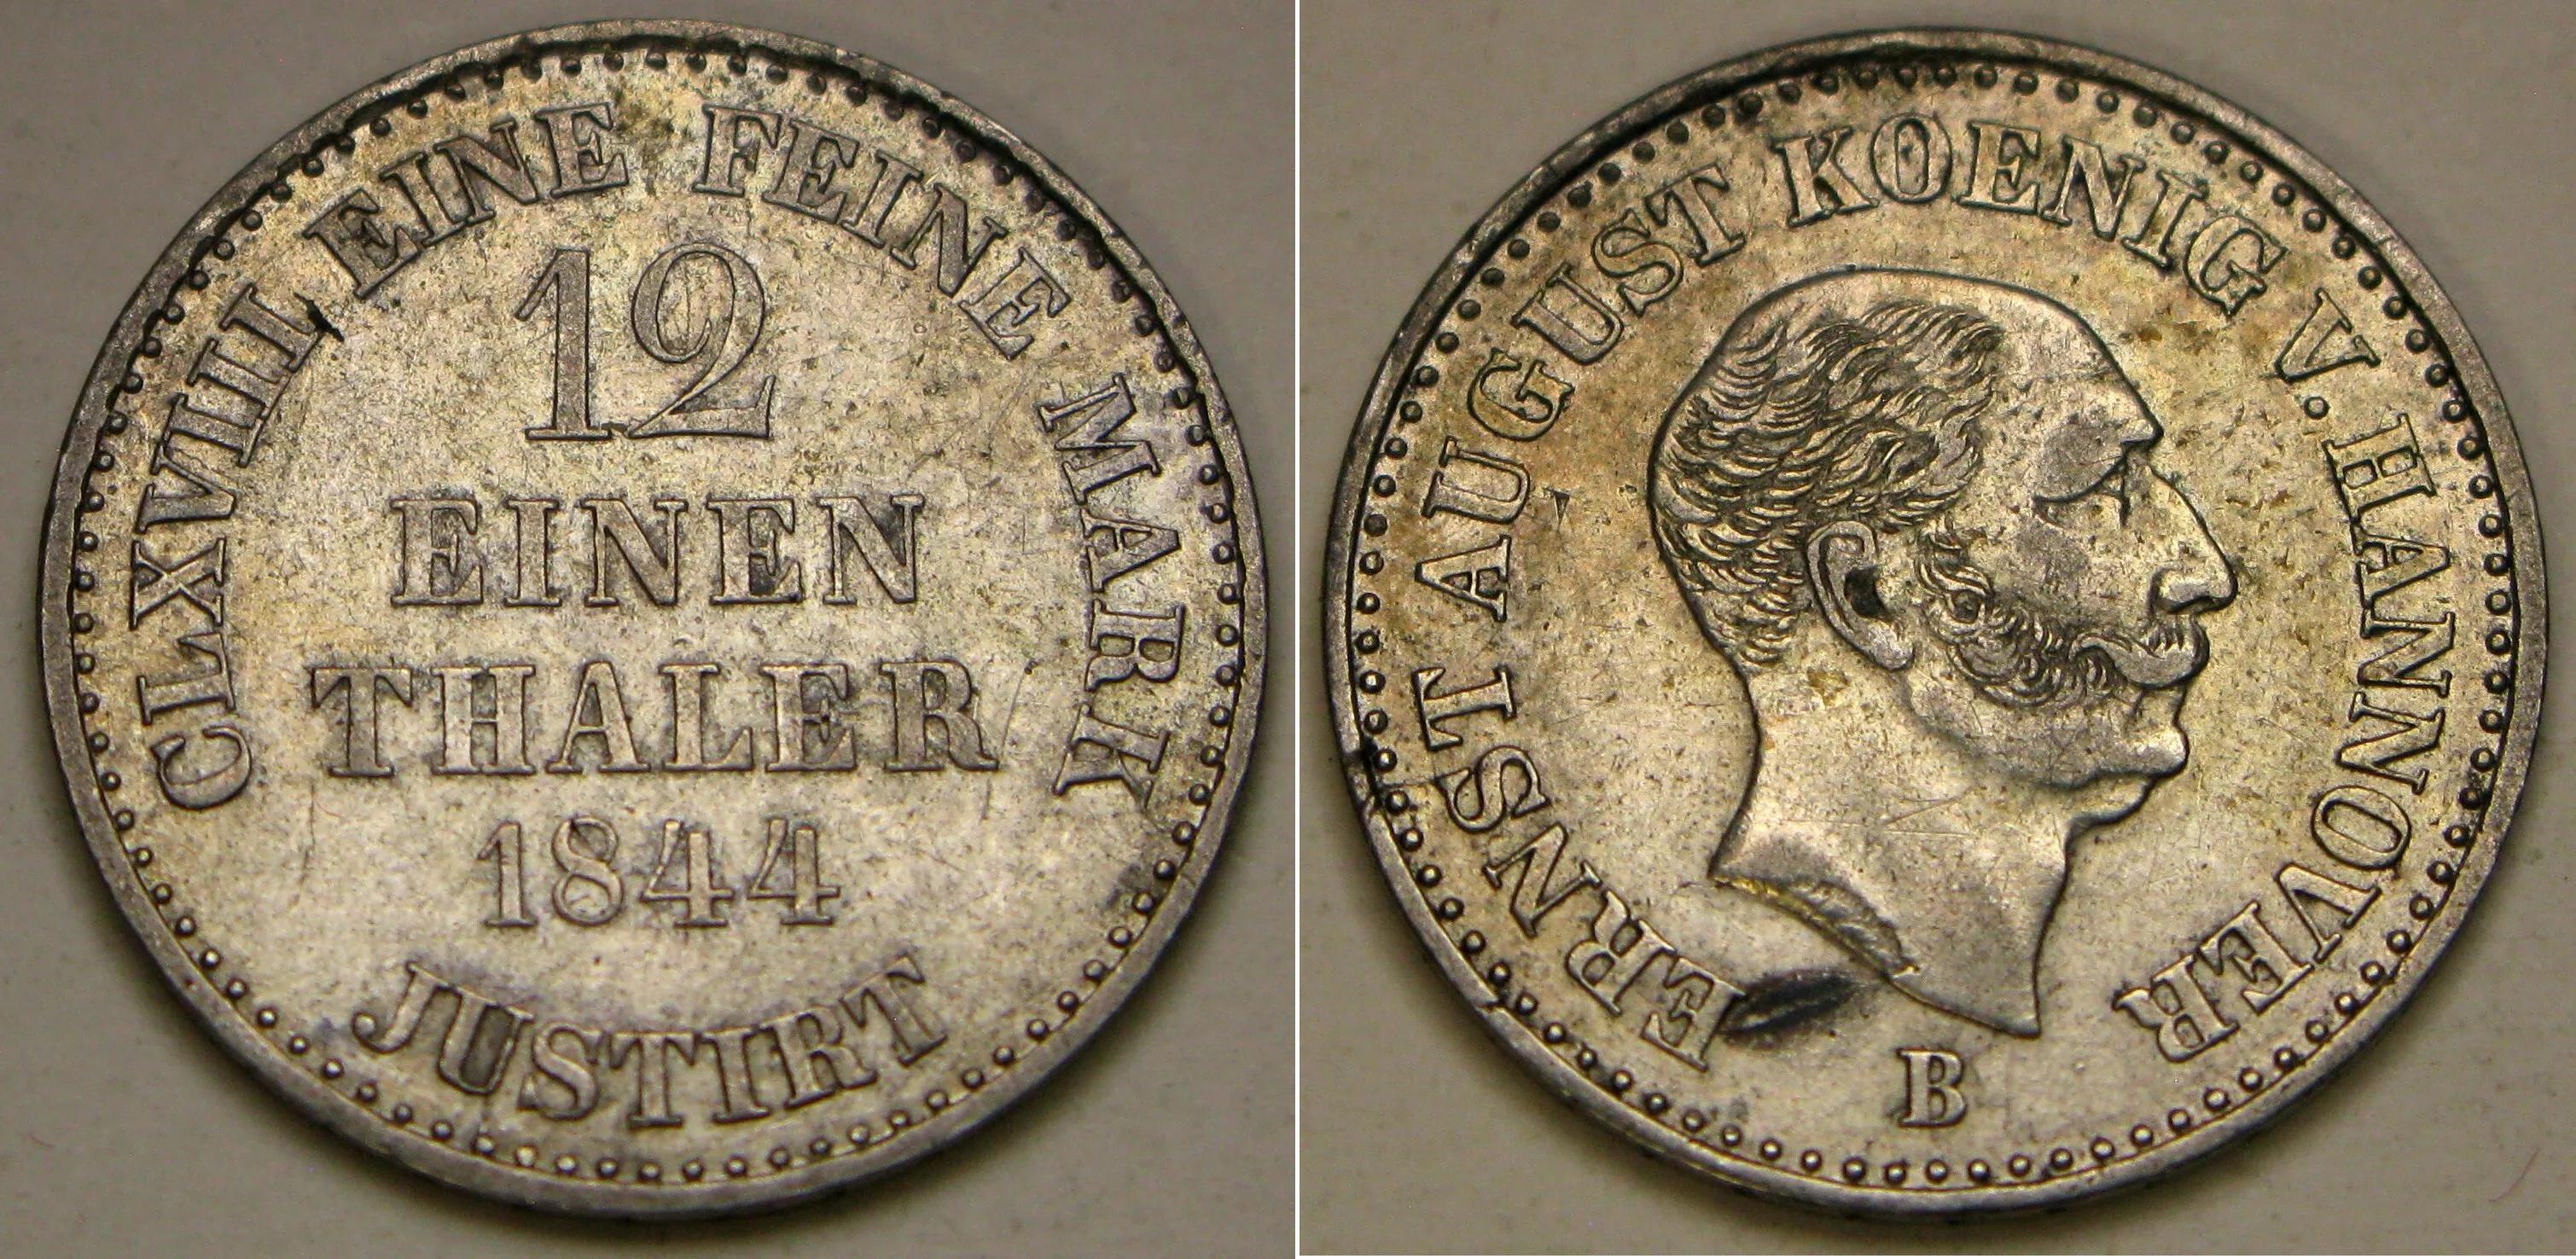 CLXVIII EINE FEINE MARK
12
EINEN
THALER
1844
JUSTIRT
ERNST AUGUST KOENIG V. HANNOVER
B